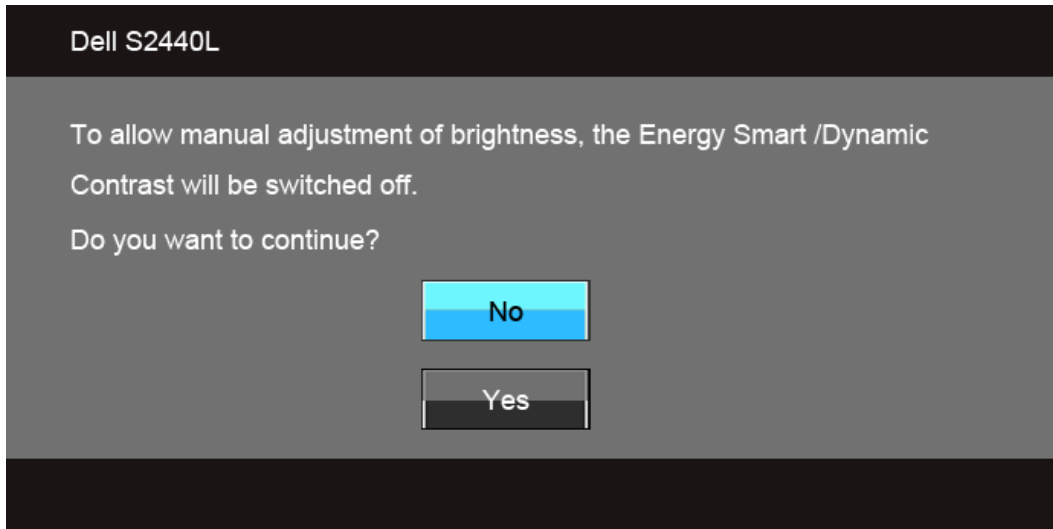 Dell S2440L
To allow manual adjustment of brightness, the Energy Smart /Dynamic
Contrast will be switched off.
Do you want to continue?
No
Yes